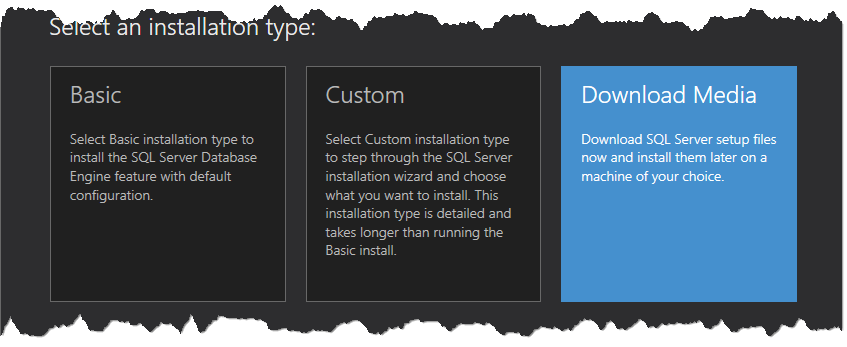 Select an installation type:
Basic
Select Basic installation type to
install the SQL Server Database
Engine feature with default
configuration.
Custom
Select Custom installation type
to step through the SQL Server
installation wizard and choose
what you want to install. This
installation type is detailed and
takes longer than running the
Basic install.
Download Media
Download SQL Server setup files
now and install them later on a
machine of your choice.